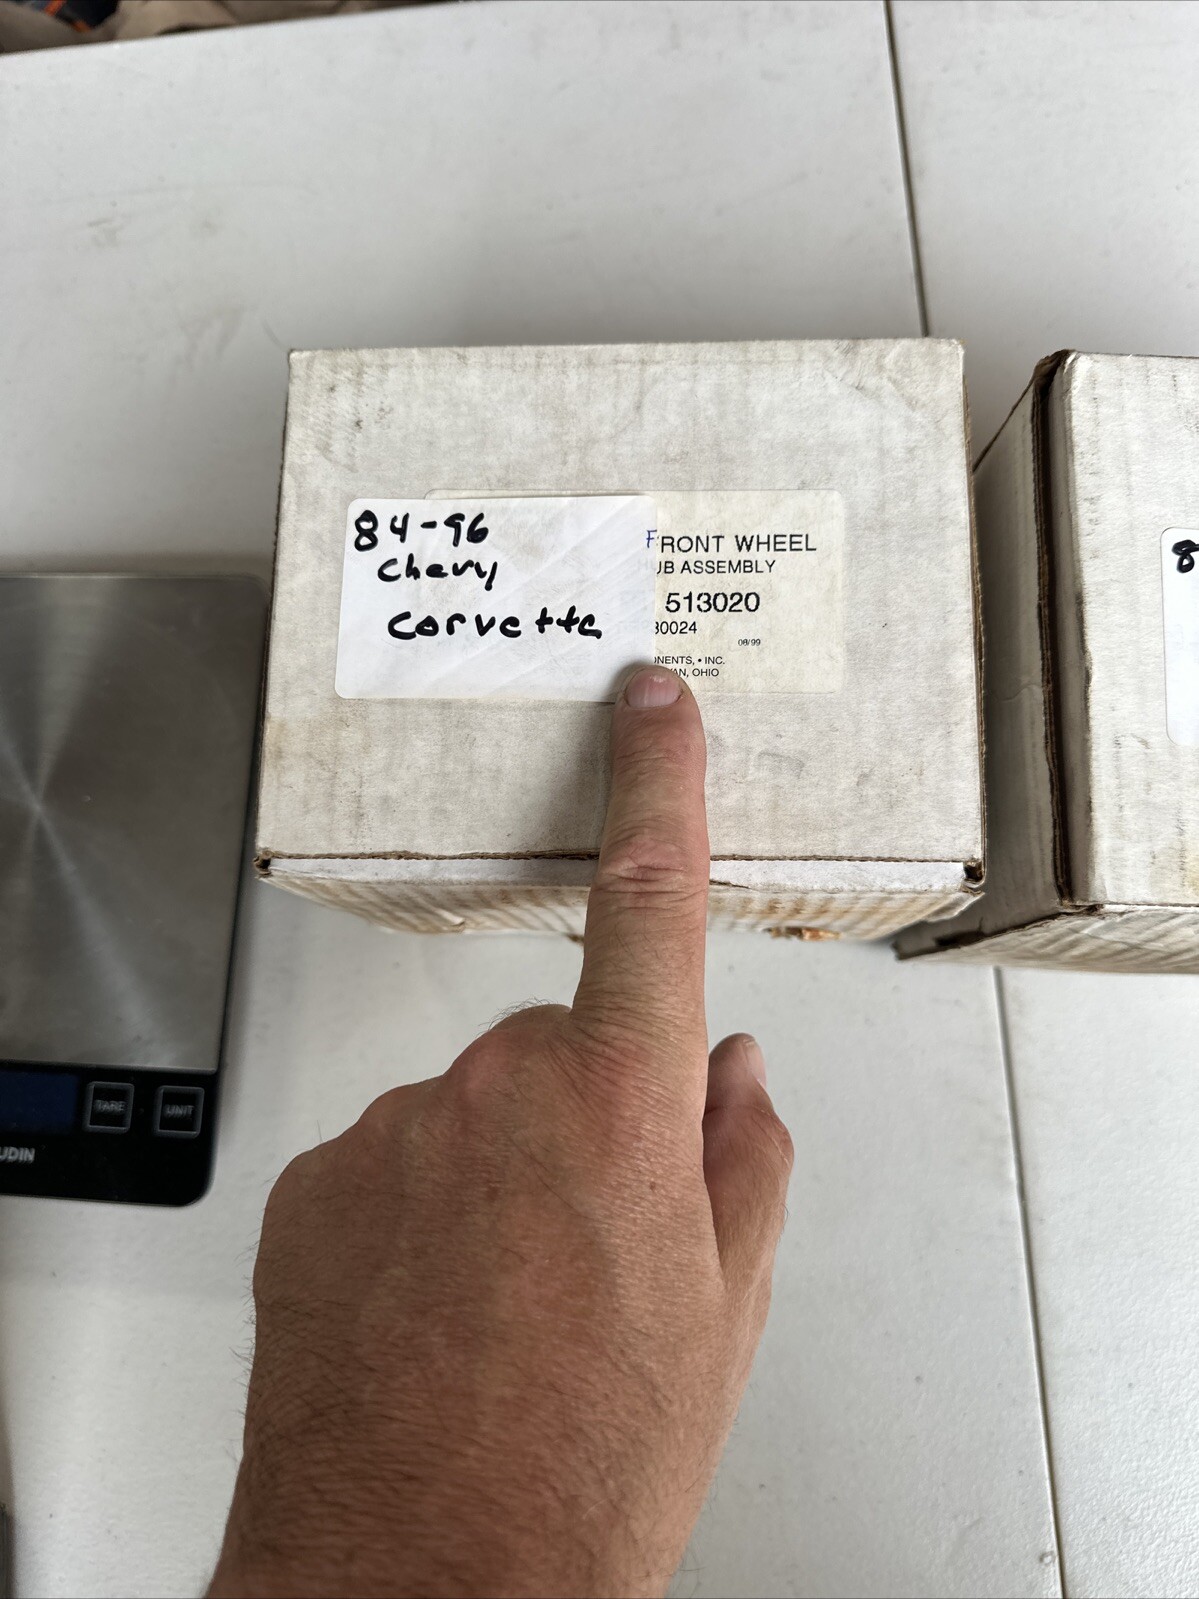 84-96
Chevy
Corvette
FRONT WHEEL
UB ASSEMBLY
513020
30024
08/99
ONENTS, • INC.
AN, OHIO
8
TARE
UNIT
UDIN